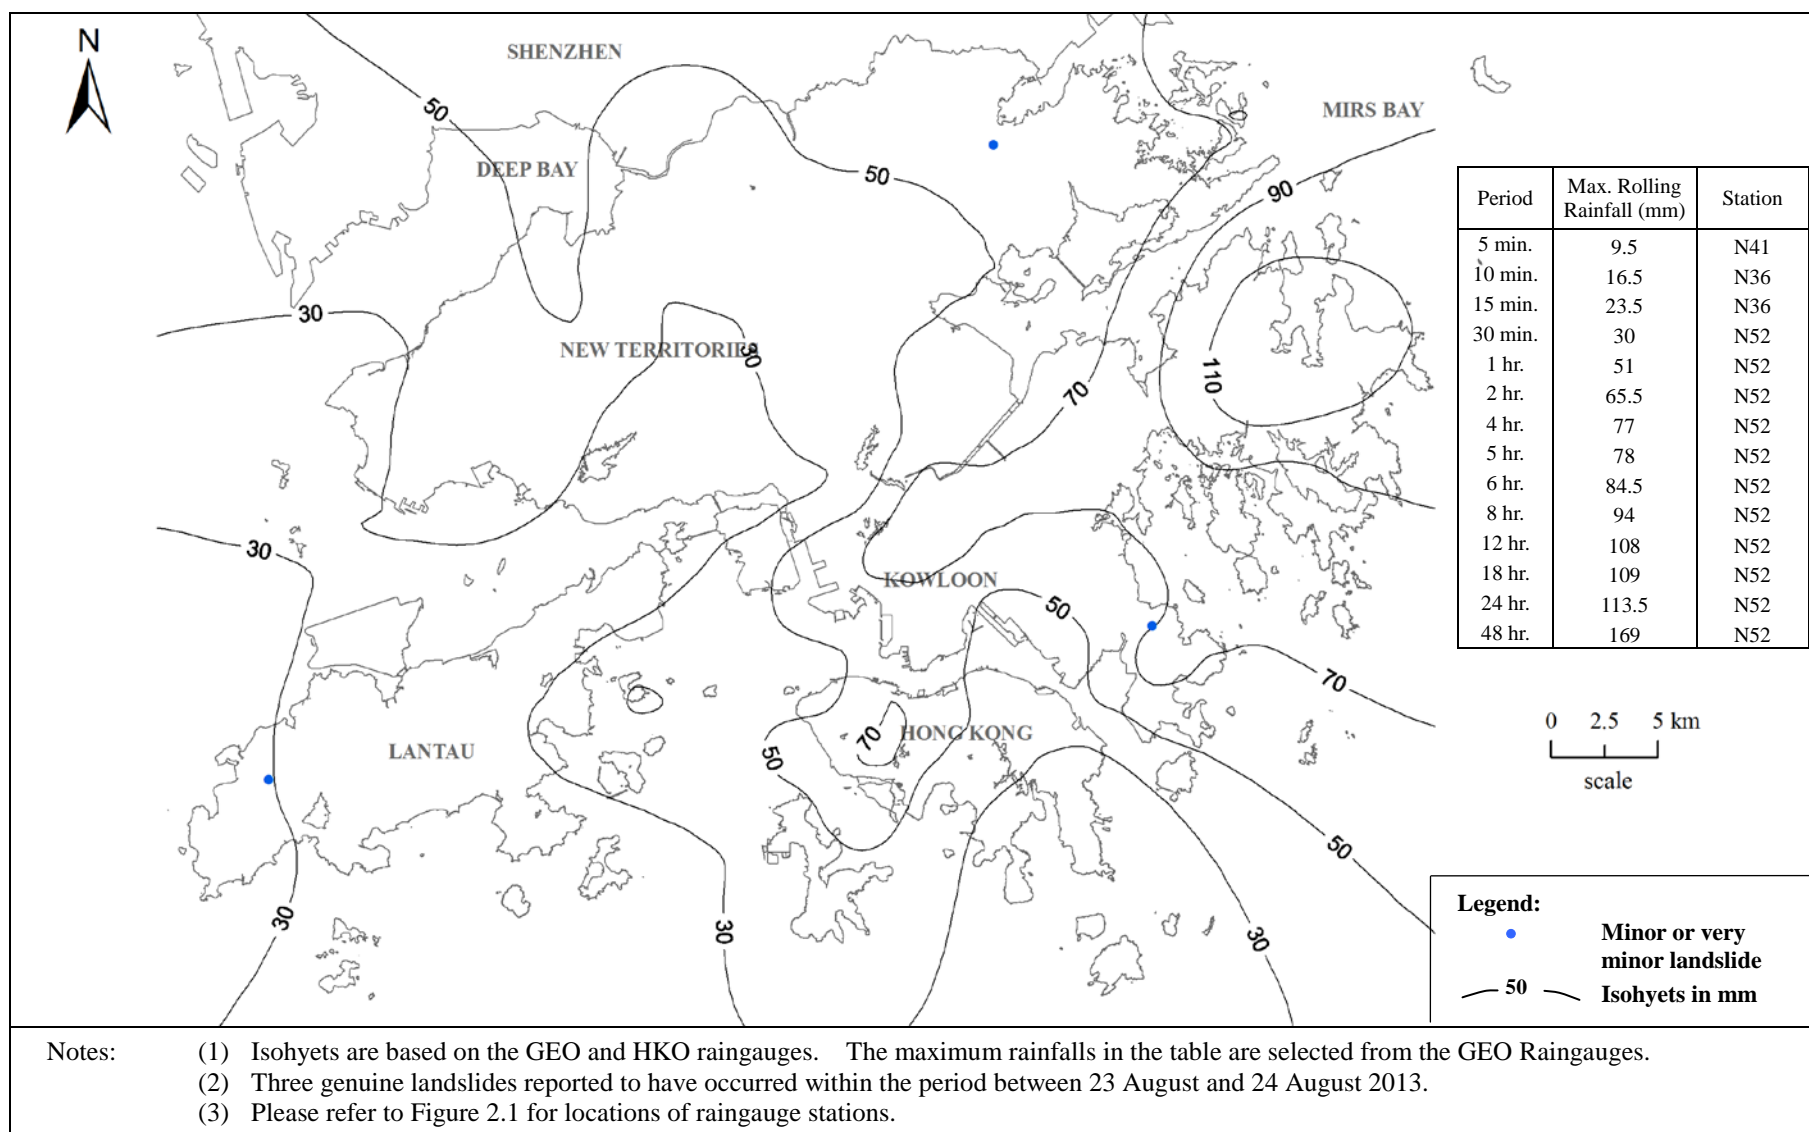 N
SHENZHEN
MIRS BAY
50
DEEP BAY
50
90
30
NEW TERRITORIES
30
110
70
30
KOWLOON
50
70
LANTAU
70
HONG KONG
50
50
30
30
30
Period Max. Rolling Rainfall (mm) Station
5 min. 9.5 N41
10 min. 16.5 N36
15 min. 23.5 N36
30 min. 30 N52
1 hr. 51 N52
2 hr. 65.5 N52
4 hr. 77 N52
5 hr. 78 N52
6 hr. 84.5 N52
8 hr. 94 N52
12 hr. 108 N52
18 hr. 109 N52
24 hr. 113.5 N52
48 hr. 169 N52
0 2.5 5 km
scale
Legend:
Minor or very
minor landslide
50 Isohyets in mm
Notes: (1) Isohyets are based on the GEO and HKO raingauges. The maximum rainfalls in the table are selected from the GEO Raingauges.
(2) Three genuine landslides reported to have occurred within the period between 23 August and 24 August 2013.
(3) Please refer to Figure 2.1 for locations of raingauge stations.